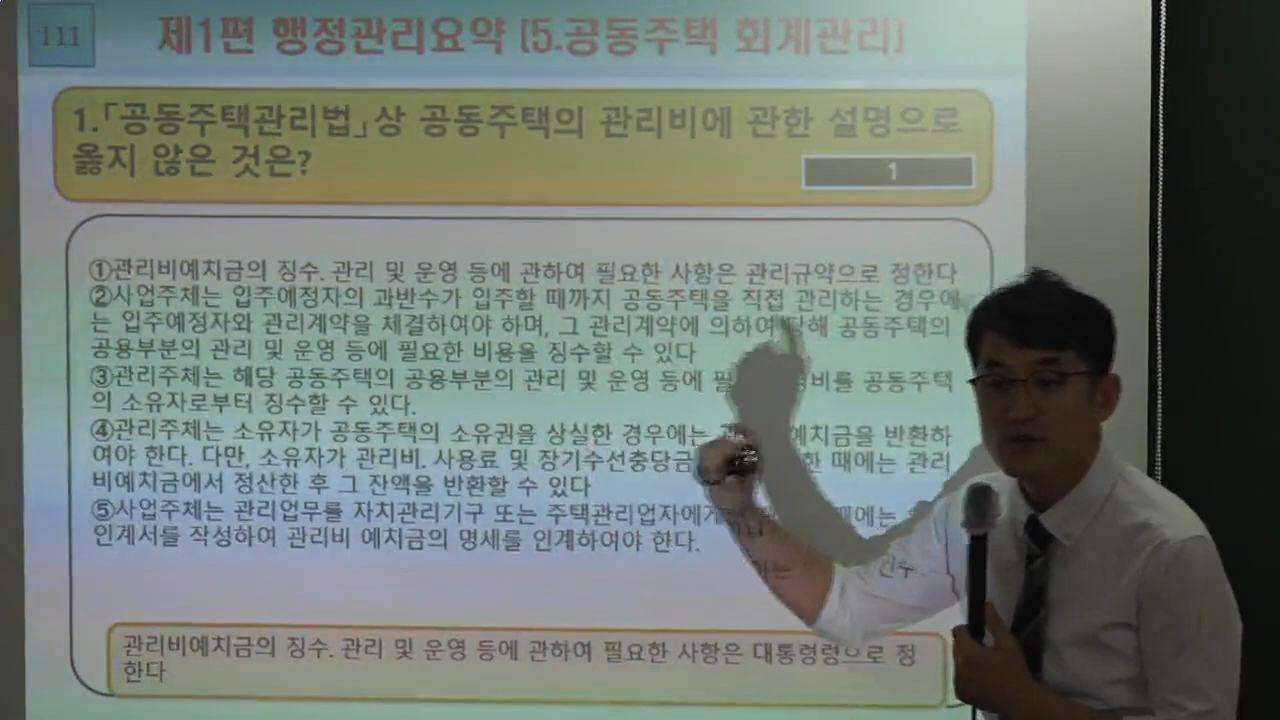 111
제1편 행정관리요약 (5.공동주택 회계관리)
1.「공동주택관리법」상 공동주택의 관리비에 관한 설명으로
옳지 않은 것은?
1
①관리비예치금의 징수. 관리 및 운영 등에 관하여 필요한 사항은 관리규약으로 정한다
②사업주체는 입주예정자의 과반수가 입주할 때까지 공동주택을 직접 관리하는 경우에
는 입주예정자와 관리계약을 체결하여야 하며, 그 관리계약에 의하여 당해 공동주택의
공용부분의 관리 및 운영 등에 필요한 비용을 징수할 수 있다
③관리주체는 해당 공동주택의 공용부분의 관리 및 운영 등에 공동주택
의 소유자로부터 징수할 수 있다.
④관리주체는 소유자가 공동주택의 소유권을 상실한 경우에는 예치금을 반환하
여야 한다. 다만, 소유자가 관리비. 사용료 및 장기수선충당금 때에는 관리
비예치금에서 정산한 후 그 잔액을 반환할 수 있다
⑤사업주체는 관리업무를 자치관리기구 또는 주택관리업자에게
인계서를 작성하여 관리비 예치금의 명세를 인계하여야 한다.
관리비예치금의 징수. 관리 및 운영 등에 관하여 필요한 사항은 대통령령으로 정
한다